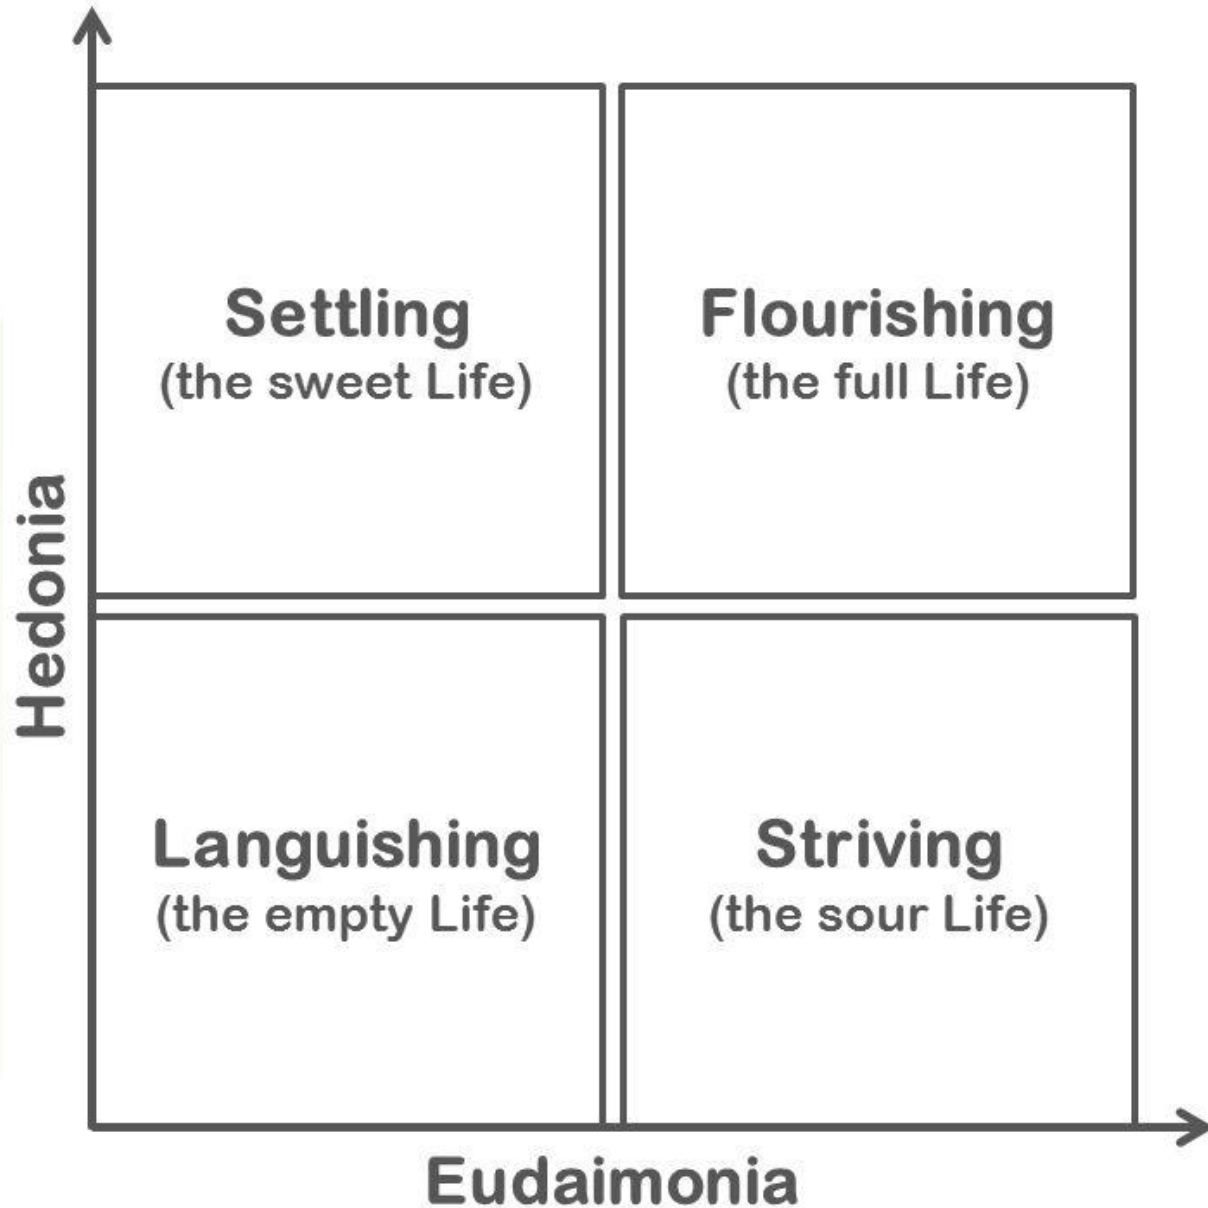 Settling
(the sweet Life)
Flourishing
(the full Life)
Hedonia
Languishing
(the empty Life)
Striving
(the sour Life)
Eudaimonia